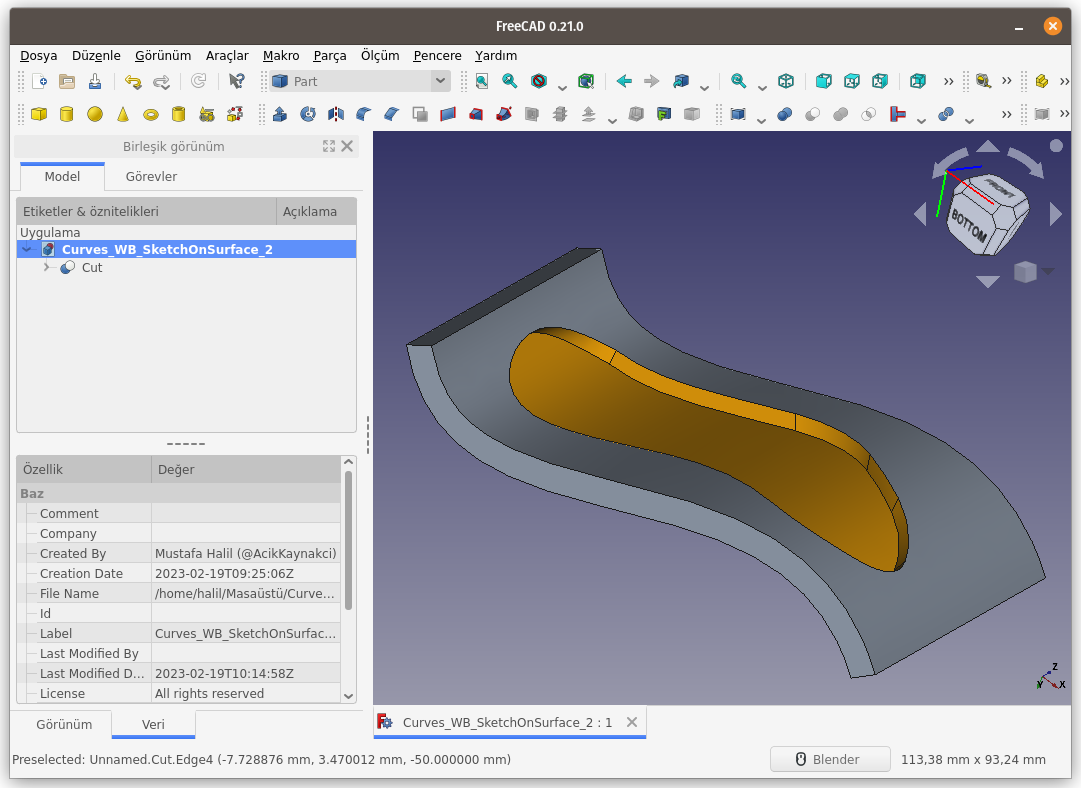 FreeCAD 0.21.0
Dosya Düzenle Görünüm Araçlar Makro Parça Ölçüm Pencere Yardım
Part
Birleşik görünüm
Model Görevler
Etiketler & öznitelikleri Açıklama
Uygulama
Curves_WB_SketchOnSurface_2
Cut
FRONT
BOTTOM
Özellik Değer
Baz
Comment
Company
Created By Mustafa Halil (@AcikKaynakci)
Creation Date 2023-02-19T09:25:06Z
File Name /home/halil/Masaüstü/Curve...
Id
Label Curves_WB_SketchOnSurfac...
Last Modified By
Last Modified D... 2023-02-19T10:14:58Z
License All rights reserved
Z
Y X
Görünüm Veri
Curves_WB_SketchOnSurface_2 : 1
Preselected: Unnamed.Cut.Edge4 (-7.728876 mm, 3.470012 mm, -50.000000 mm)
Blender
113,38 mm x 93,24 mm